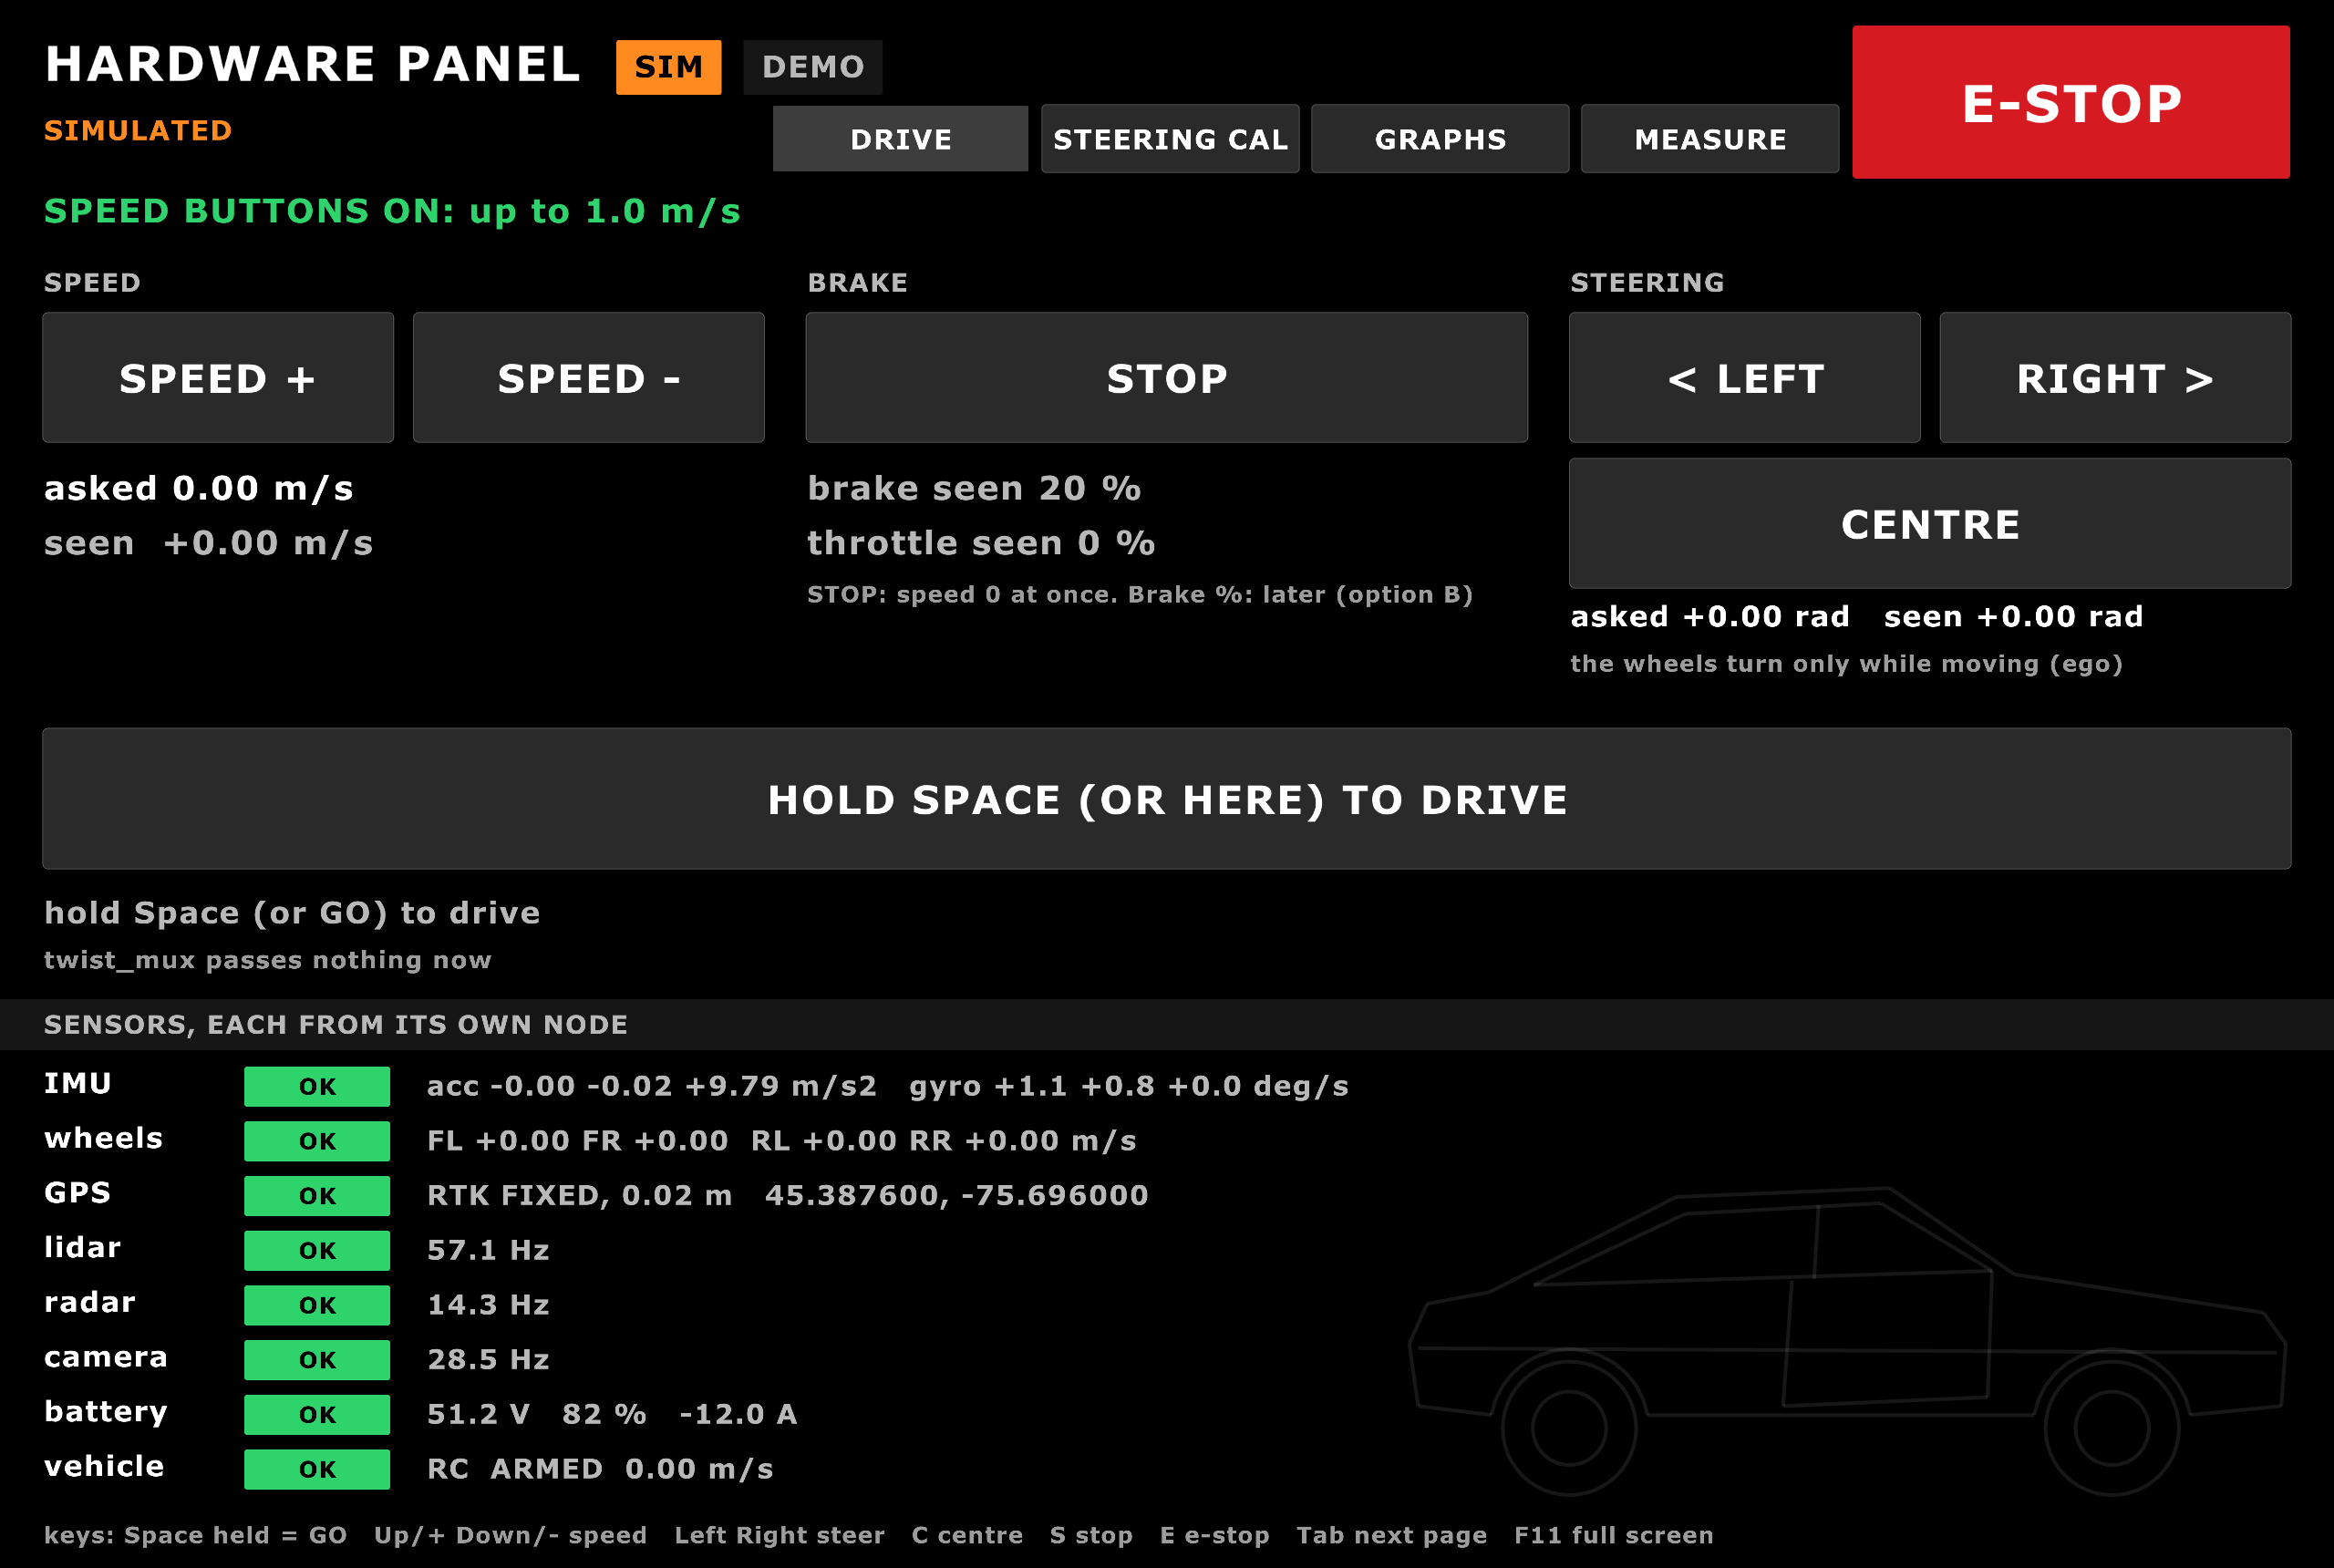 HARDWARE PANEL SIM DEMO
E-STOP
SIMULATED
DRIVE STEERING CAL GRAPHS MEASURE
SPEED BUTTONS ON: up to 1.0 m/s
SPEED BRAKE STEERING
SPEED + SPEED - STOP < LEFT RIGHT >
asked 0.00 m/s brake seen 20 %
CENTRE
seen +0.00 m/s throttle seen 0 %
STOP: speed 0 at once. Brake %: later (option B)
asked +0.00 rad seen +0.00 rad
the wheels turn only while moving (ego)
HOLD SPACE (OR HERE) TO DRIVE
hold Space (or GO) to drive
twist_mux passes nothing now
SENSORS, EACH FROM ITS OWN NODE
IMU OK acc -0.00 -0.02 +9.79 m/s2 gyro +1.1 +0.8 +0.0 deg/s
wheels OK FL +0.00 FR +0.00 RL +0.00 RR +0.00 m/s
GPS OK RTK FIXED, 0.02 m 45.387600, -75.696000
lidar OK 57.1 Hz
radar OK 14.3 Hz
camera OK 28.5 Hz
battery OK 51.2 V 82 % -12.0 A
vehicle OK RC ARMED 0.00 m/s
keys: Space held = GO Up/+ Down/- speed Left Right steer C centre S stop E e-stop Tab next page F11 full screen